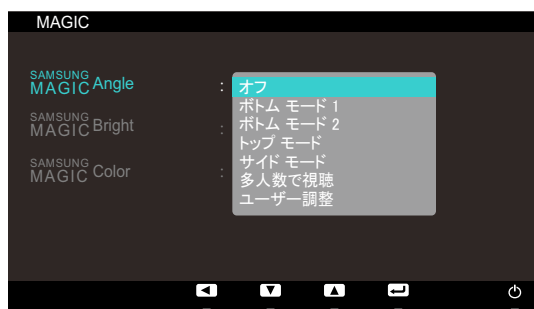 MAGIC
SAMSUNG MAGIC Angle : オフ
ボトム モード 1
ボトム モード 2
トップ モード
SAMSUNG MAGIC Bright :
サイド モード
多人数で視聴
SAMSUNG MAGIC Color :
ユーザー調整